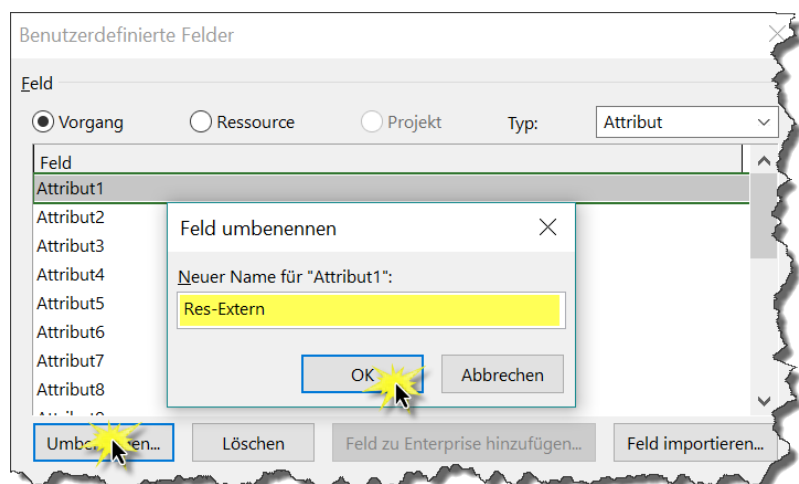 Benutzerdefinierte Felder
Feld
Vorgang Ressource Projekt Typ: Attribut
Feld
Attribut1
Attribut2
Attribut3
Attribut4
Attribut5
Attribut6
Attribut7
Attribut8
Feld umbenennen
Neuer Name für "Attribut1":
Res-Extern
OK Abbrechen
Löschen Feld zu Enterprise hinzufügen... Feld importieren...